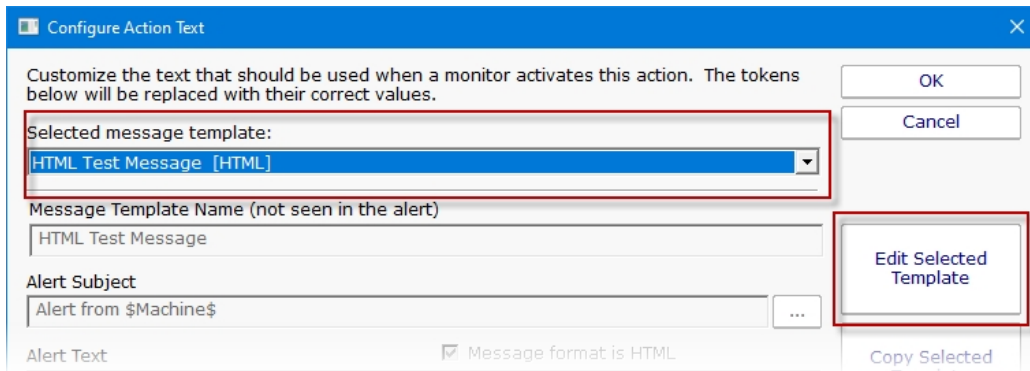 Configure Action Text
Customize the text that should be used when a monitor activates this action.  The tokens
below will be replaced with their correct values.
OK
Cancel
Selected message template:
HTML Test Message  [HTML]
Message Template Name (not seen in the alert)
HTML Test Message
Edit Selected
Template
Alert Subject
Alert from $Machine$
...
Alert Text
Message format is HTML
Copy Selected